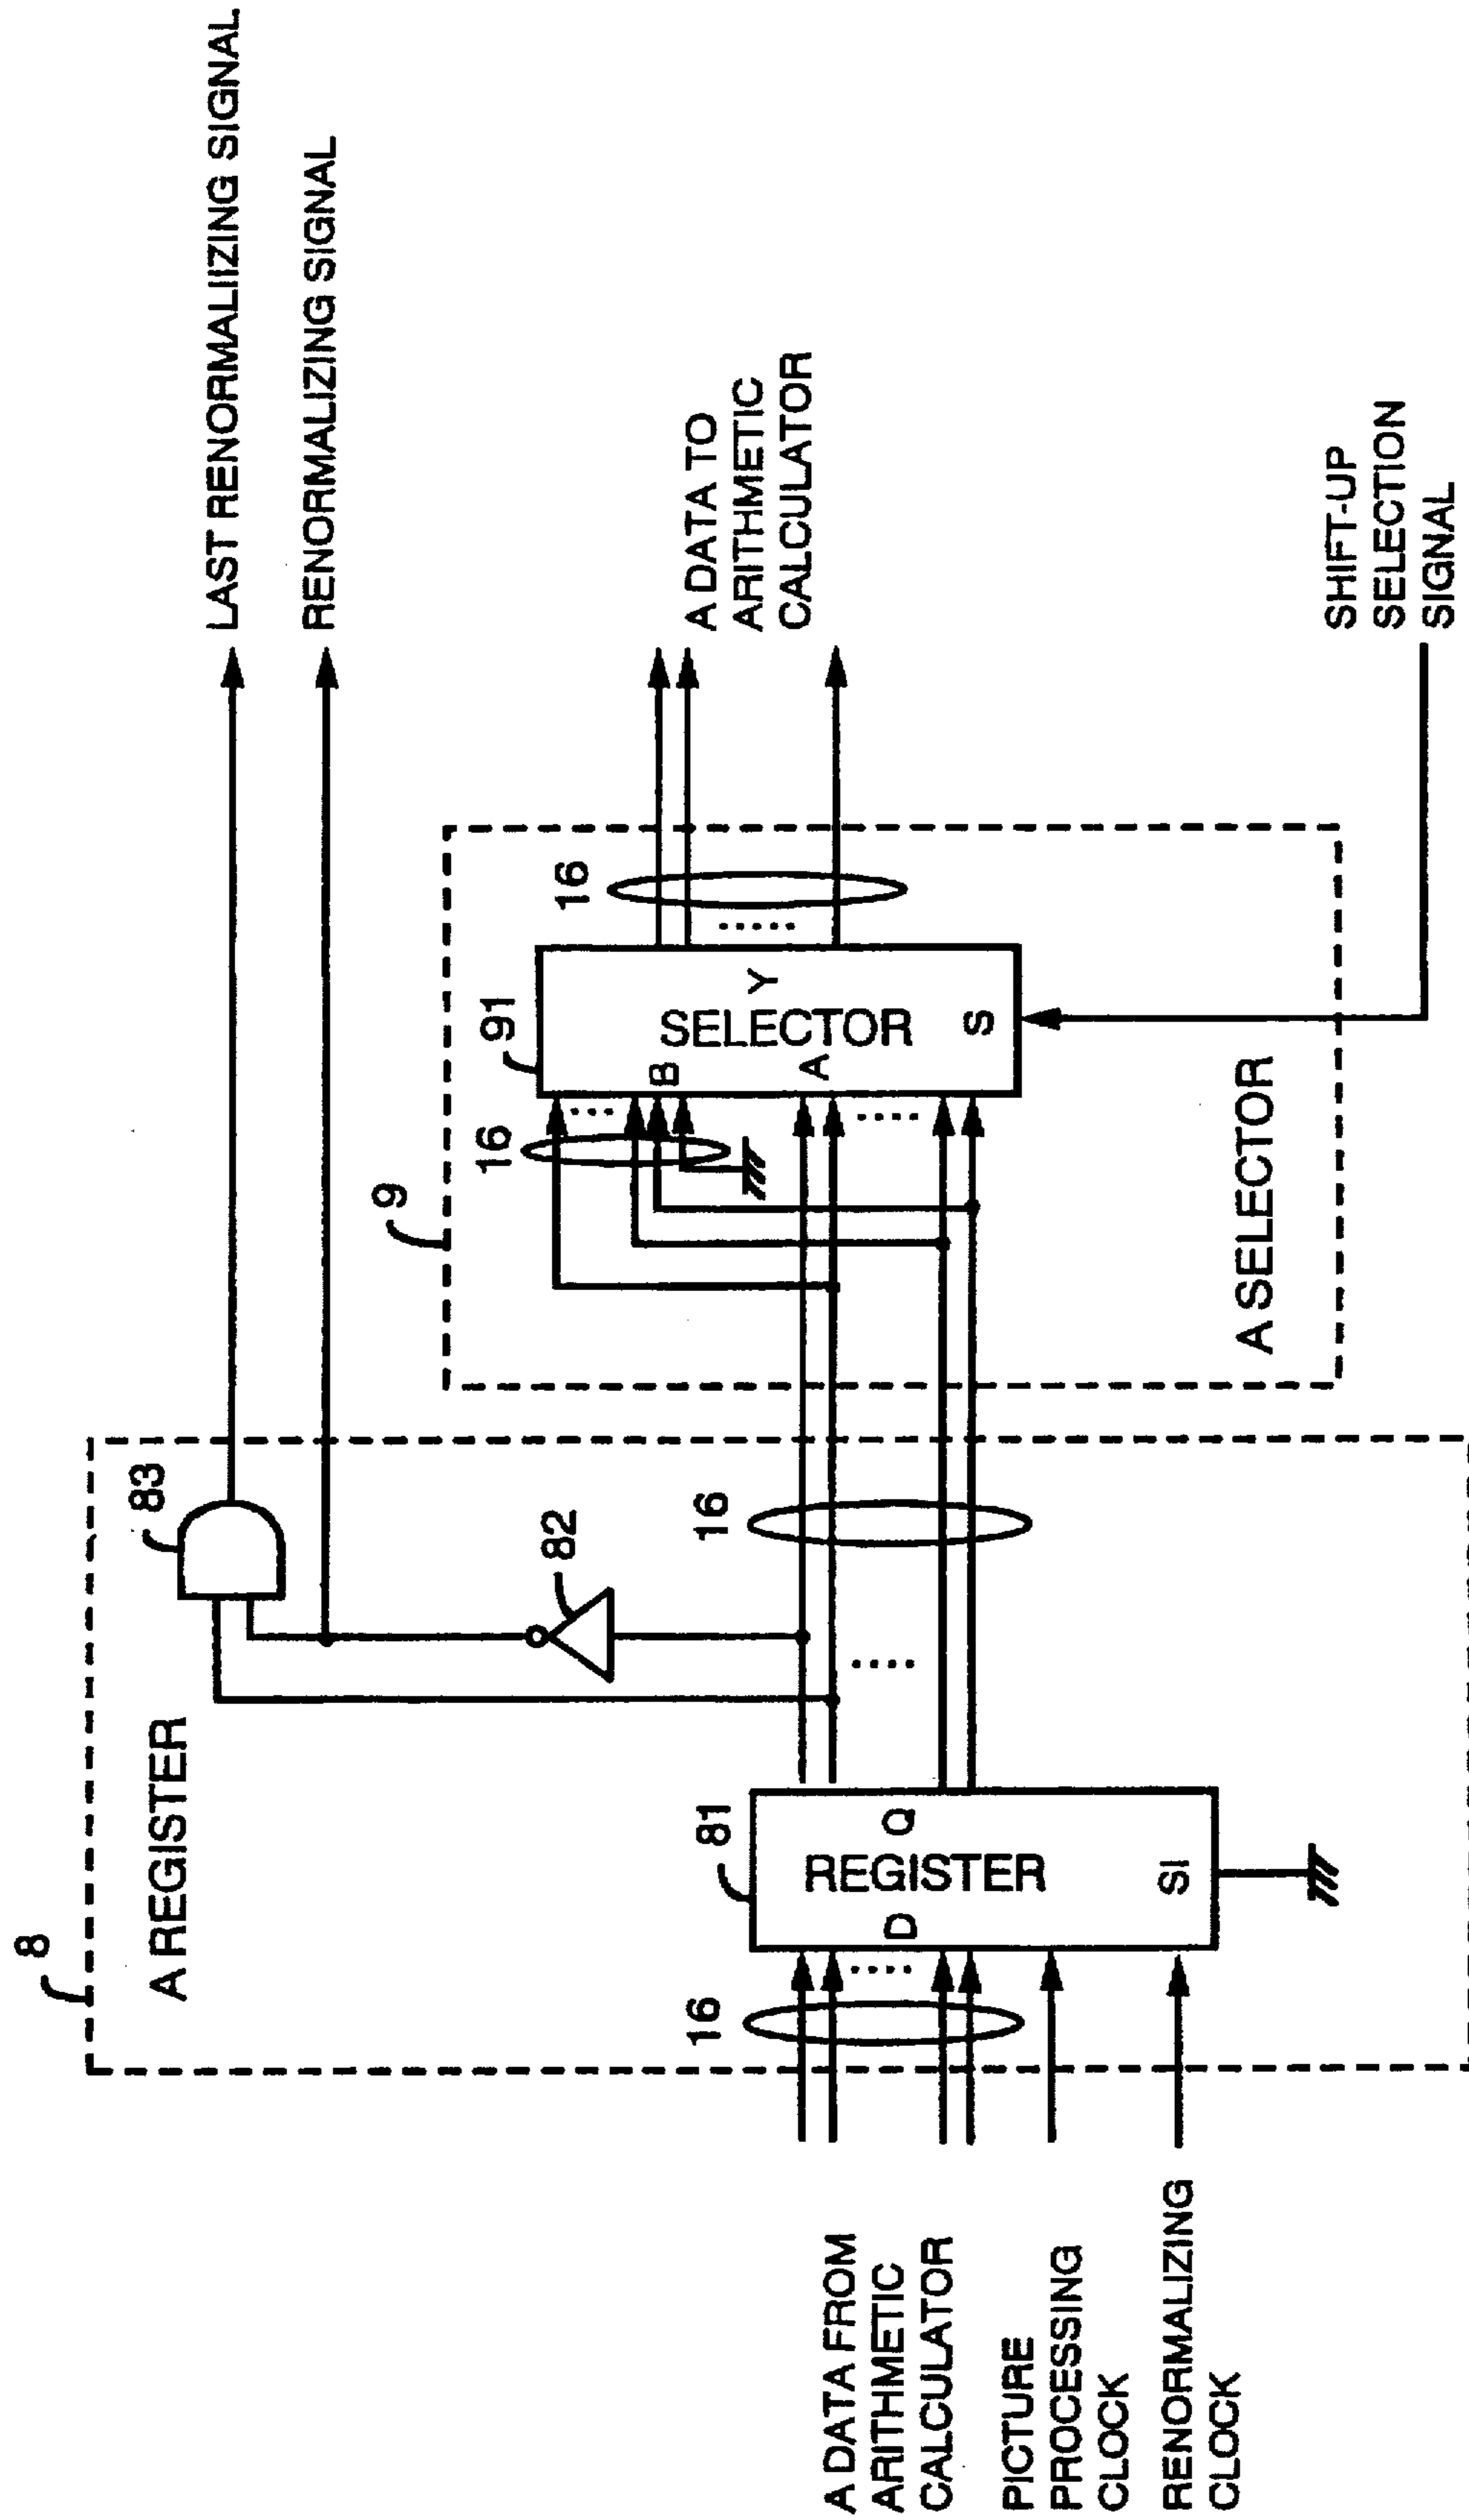 8
A REGISTER
83
LAST RENORMALIIZING SIGNAL
RENORMALIZING SIGNAL
82
9
16
91
16
A DATA TO
ARITHMETIC
CALCULATOR
B
Y
SELECTOR
A
S
16
81
16
D
Q
REGISTER
SI
A DATA FROM
ARITHMETIC
CALCULATOR
PICTURE
PROCESSING
CLOCK
RENORMALIZING
CLOCK
A SELECTOR
SHIFT-UP
SELECTION
SIGNAL